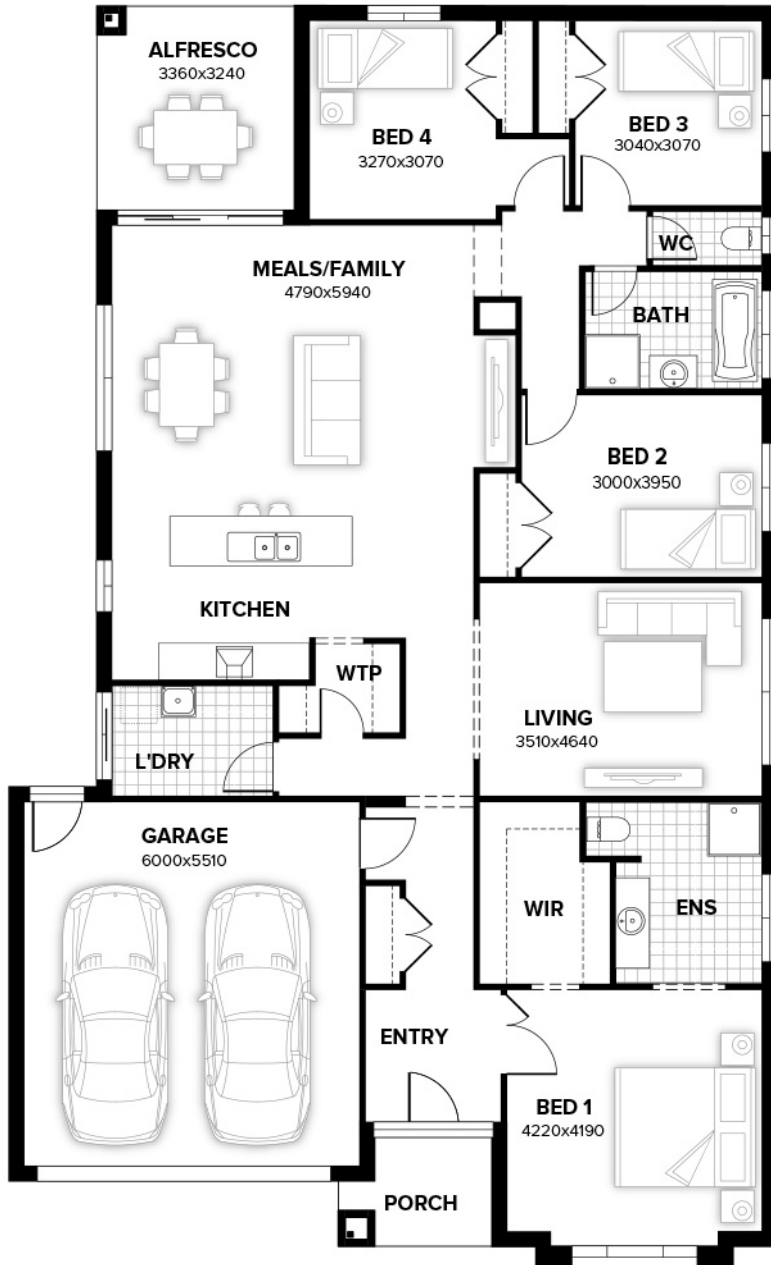 ALFRESCO
3360x3240
BED 4
3270x3070
BED 3
3040x3070
WC
MEALS/FAMILY
4790x5940
BATH
BED 2
3000x3950
KITCHEN
WTP
LIVING
3510x4640
L'DRY
GARAGE
6000x5510
WIR
ENS
ENTRY
BED 1
4220x4190
PORCH